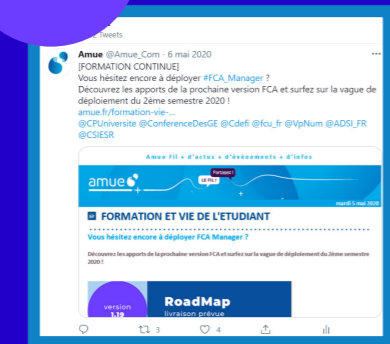 Tweets
Amue @Amue_Com · 6 mai 2020
[FORMATION CONTINUE]
Vous hésitez encore à déployer #FCA_Manager ?
Découvrez les apports de la prochaine version FCA et surfez sur la vague de
déploiement du 2ème semestre 2020 !
amue.fr/formation-vie-...
@CPUniversite @ConferenceDesGE @Cdefi @fcu_fr @VpNum @ADSI_FR
@CSIESR
Amue Fil • d'actus • d'évènements • d'infos
amue
Partagez !
LE FIL !
mardi 5 mai 2020
FORMATION ET VIE DE L'ETUDIANT
Vous hésitez encore à déployer FCA Manager ?
Découvrez les apports de la prochaine version FCA et surfez sur la vague de déploiement du 2ème semestre
2020 !
version
1.19
RoadMap
livraison prévue
3
4